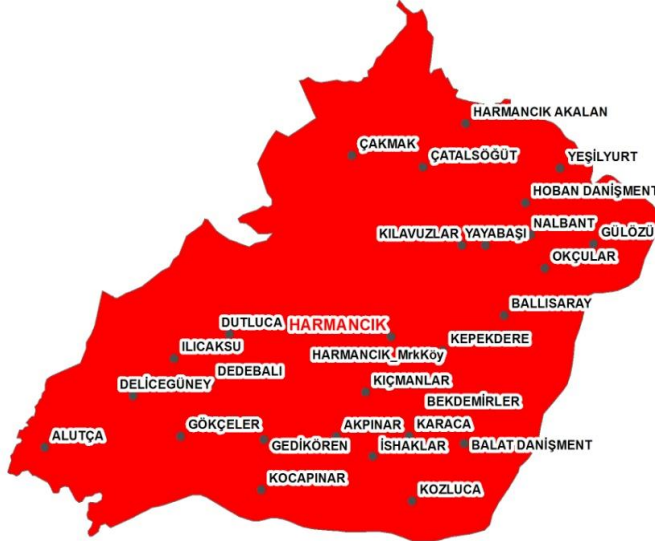 HARMANCIK AKALAN
ÇAKMAK
ÇATALSÖĞÜT
YEŞİLYURT
HOBAN DANİŞMENT
KILAVUZLAR
YAYABAŞI
NALBANT
GÜLÖZÜ
OKÇULAR
BALLISARAY
DUTLUCA
HARMANCIK
ILICAKSU
HARMANCIK_MrkKöy
KEPEKDERE
DEDEBALI
DELİCEGÜNEY
KIÇMANLAR
BEKDEMİRLER
ALUTÇA
GÖKÇELER
GEDİKÖREN
AKPINAR
KARACA
İSHAKLAR
BALAT DANİŞMENT
KOCAPINAR
KOZLUCA